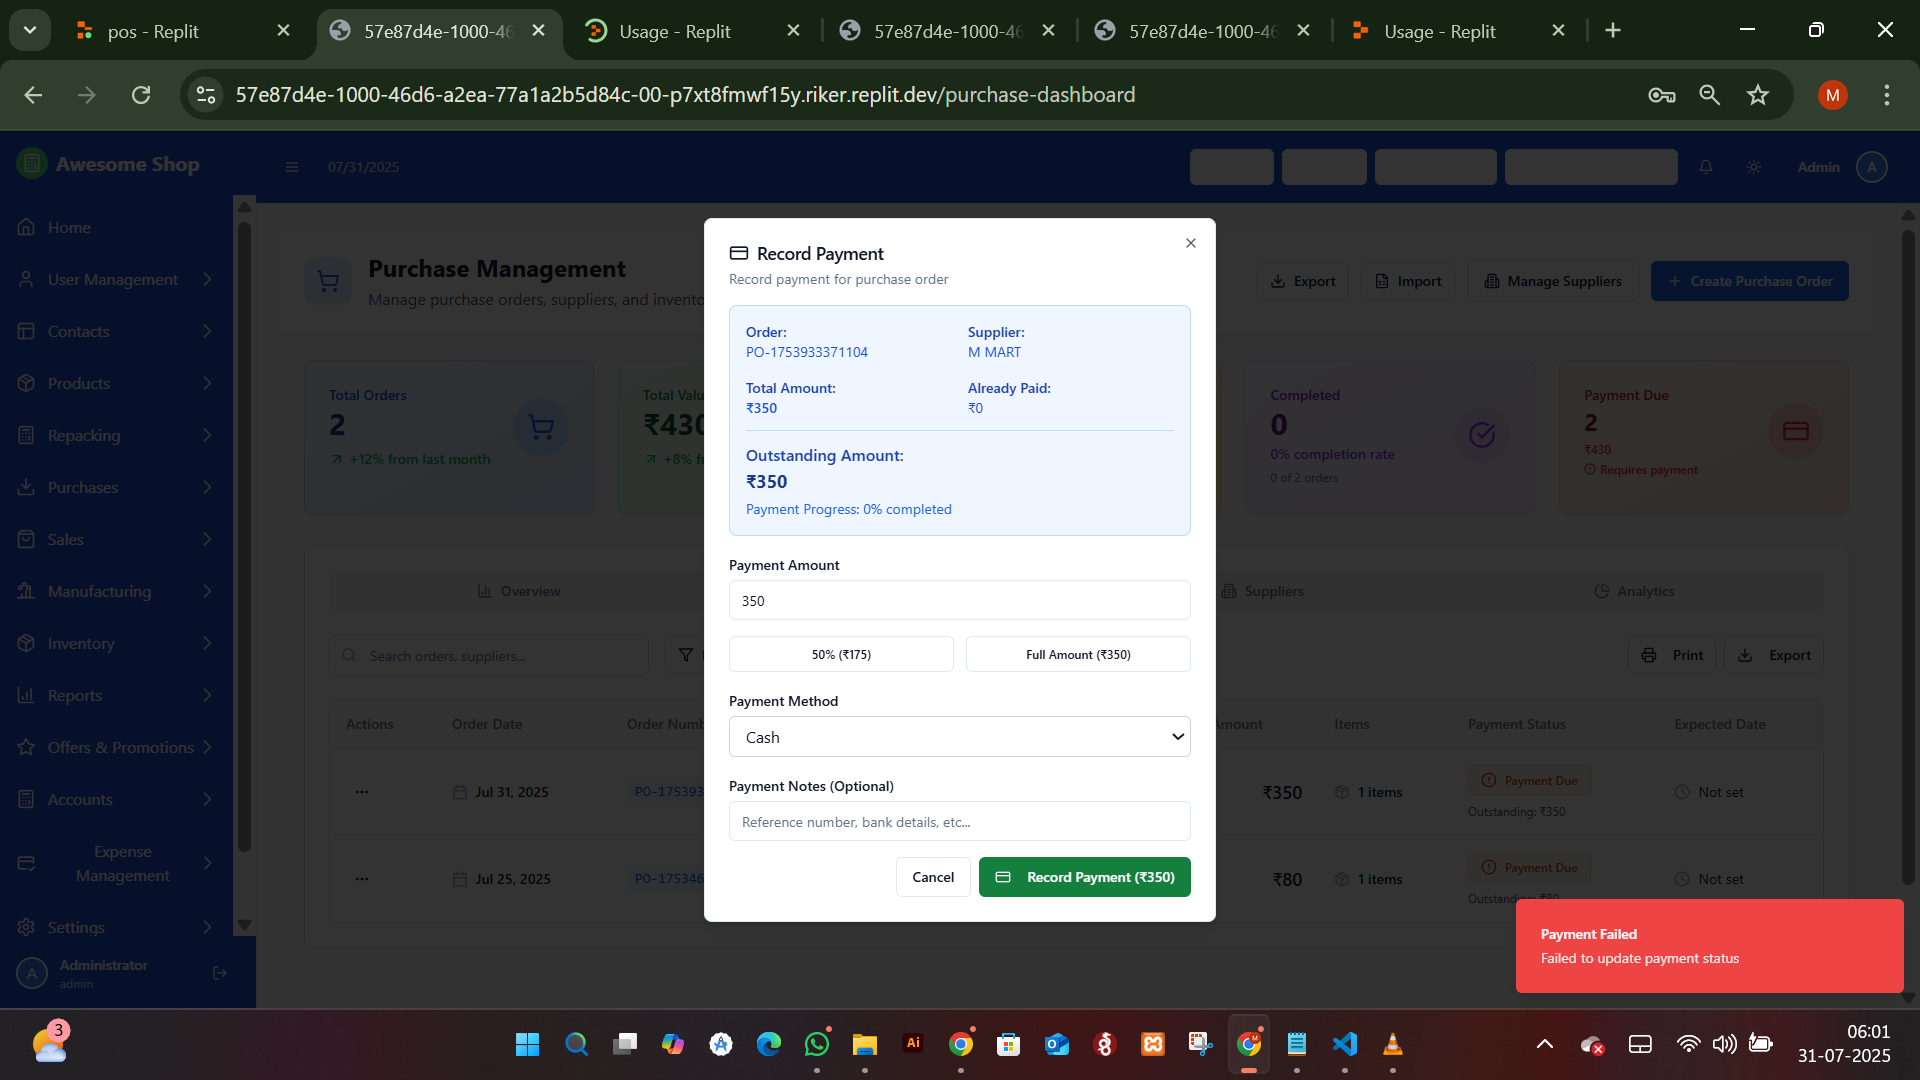 pos - Replit
57e87d4e-1000-46
Usage - Replit
57e87d4e-1000-46
57e87d4e-1000-46
Usage - Replit
57e87d4e-1000-46d6-a2ea-77a1a2b5d84c-00-p7xt8fmwf15y.riker.replit.dev/purchase-dashboard
M
Awesome Shop
07/31/2025
Admin
A
Home
User Management
Contacts
Products
Repacking
Purchases
Sales
Manufacturing
Inventory
Reports
Offers & Promotions
Accounts
Expense
Management
Settings
A
Administrator
admin
Purchase Management
Manage purchase orders, suppliers, and invento
Export
Import
Manage Suppliers
Create Purchase Order
Total Orders
2
+12% from last month
Total Valu
₹430
+8% f
Completed
0
0% completion rate
0 of 2 orders
Payment Due
2
₹430
Requires payment
Overview
Suppliers
Analytics
Search orders, suppliers...
Print
Export
Actions
Order Date
Order Numb
Amount
Items
Payment Status
Expected Date
Jul 31, 2025
PO-175393
₹350
1 items
Payment Due
Outstanding: ₹350
Not set
Jul 25, 2025
PO-175346
₹80
1 items
Payment Due
Outstanding: ₹80
Not set
Record Payment
Record payment for purchase order
Order:
PO-1753933371104
Supplier:
M MART
Total Amount:
₹350
Already Paid:
₹0
Outstanding Amount:
₹350
Payment Progress: 0% completed
Payment Amount
350
50% (₹175)
Full Amount (₹350)
Payment Method
Cash
Payment Notes (Optional)
Reference number, bank details, etc...
Cancel
Record Payment (₹350)
Payment Failed
Failed to update payment status
3
Ai
M
06:01
31-07-2025